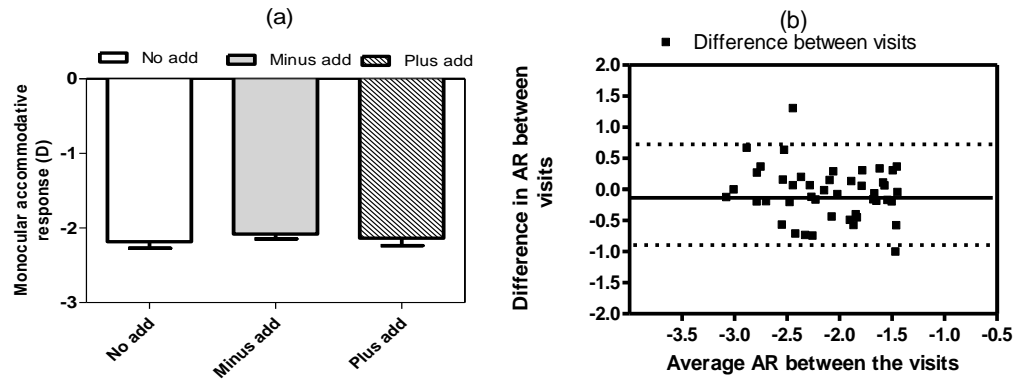 (a)
No add Minus add Plus add
Monocular accommodative
response (D)
0
-1
-2
-3
No add
Minus add
Plus add
(b)
Difference between visits
Difference in AR between
visits
2.0
1.5
1.0
0.5
0.0
-0.5
-1.0
-1.5
-2.0
-3.5 -3.0 -2.5 -2.0 -1.5 -1.0 -0.5
Average AR between the visits